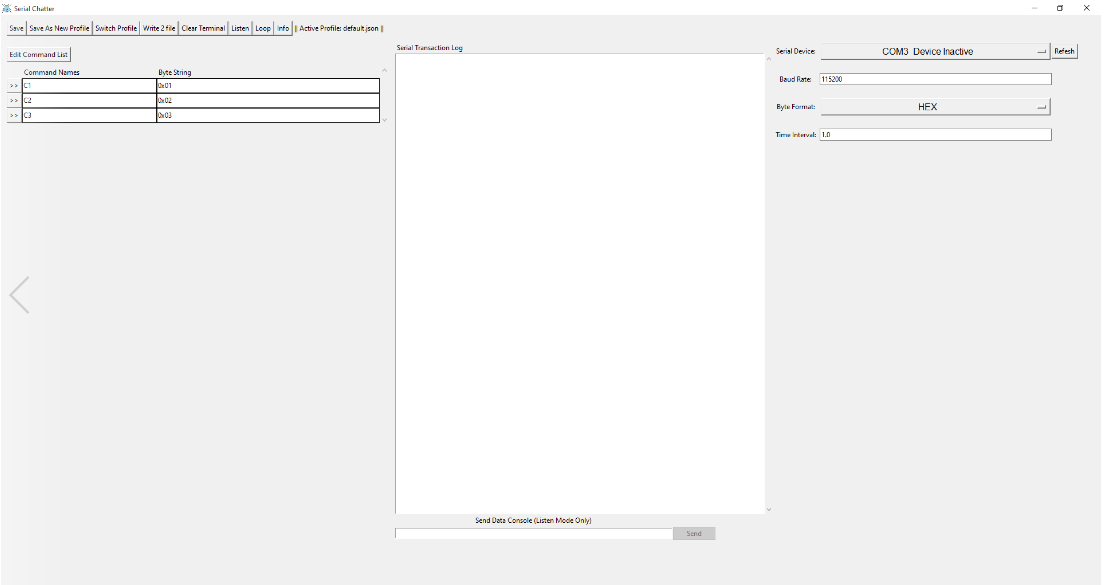 Serial Chatter
Save Save As New Profile Switch Profile Write 2 file Clear Terminal Listen Loop Info || Active Profile: default.json ||
Edit Command List
Command Names Byte String
>> C1 0x01
>> C2 0x02
>> C3 0x03
Serial Transaction Log
Send Data Console (Listen Mode Only)
Send
Serial Device: COM3 Device Inactive Refesh
Baud Rate: 115200
Byte Format: HEX
Time Interval: 1.0